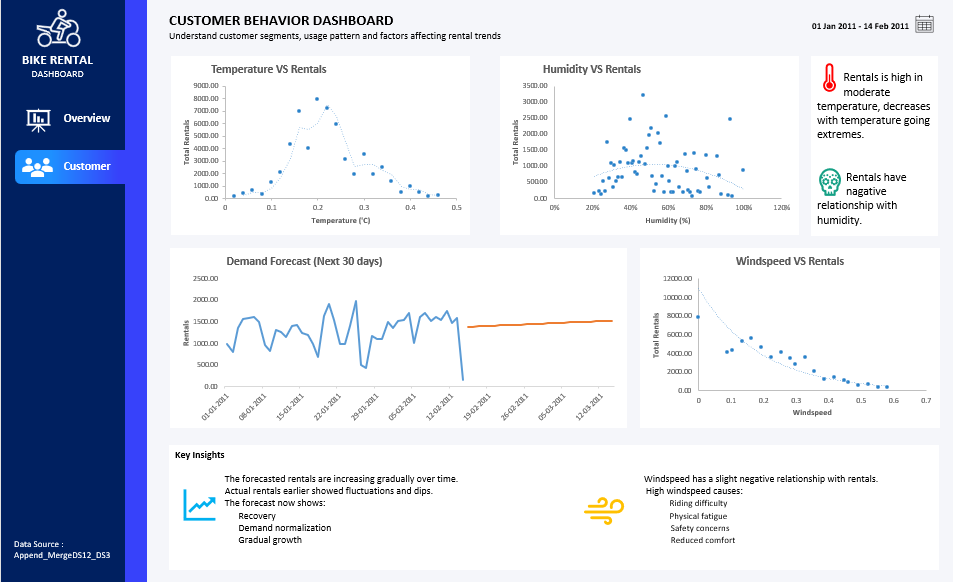 BIKE RENTAL
DASHBOARD
Overview
Customer
Data Source :
Append_MergeDS12_DS3
CUSTOMER BEHAVIOR DASHBOARD
Understand customer segments, usage pattern and factors affecting rental trends
01 Jan 2011 - 14 Feb 2011
Temperature VS Rentals
9000.00
8000.00
7000.00
6000.00
5000.00
4000.00
3000.00
2000.00
1000.00
0.00
Total Rentals
0 0.1 0.2 0.3 0.4 0.5
Temperature ('C)
Humidity VS Rentals
3500.00
3000.00
2500.00
2000.00
1500.00
1000.00
500.00
0.00
Total Rentals
0% 20% 40% 60% 80% 100% 120%
Humidity (%)
Rentals is high in
moderate
temperature, decreases
with temperature going
extremes.
Rentals have
nagative
relationship with
humidity.
Demand Forecast (Next 30 days)
2500.00
2000.00
1500.00
1000.00
500.00
0.00
Rentals
01-01-2011 08-01-2011 15-01-2011 22-01-2011 29-01-2011 05-02-2011 12-02-2011 19-02-2011 26-02-2011 05-03-2011 12-03-2011
Windspeed VS Rentals
12000.00
10000.00
8000.00
6000.00
4000.00
2000.00
0.00
Total Rentals
0 0.1 0.2 0.3 0.4 0.5 0.6 0.7
Windspeed
Key Insights
The forecasted rentals are increasing gradually over time.
Actual rentals earlier showed fluctuations and dips.
The forecast now shows:
Recovery
Demand normalization
Gradual growth
Windspeed has a slight negative relationship with rentals.
High windspeed causes:
Riding difficulty
Physical fatigue
Safety concerns
Reduced comfort